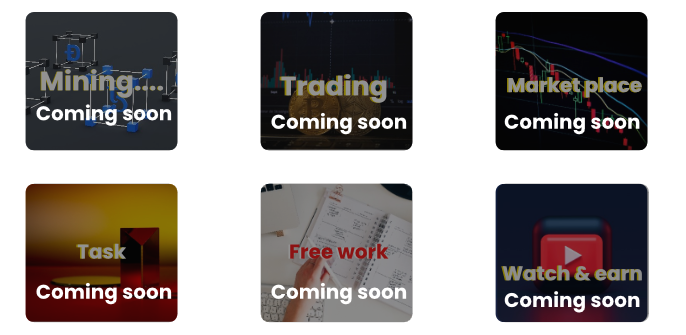 Mining....
Coming soon
Trading
Coming soon
Market place
Coming soon
Task
Coming soon
Free work
Coming soon
Watch & earn
Coming soon